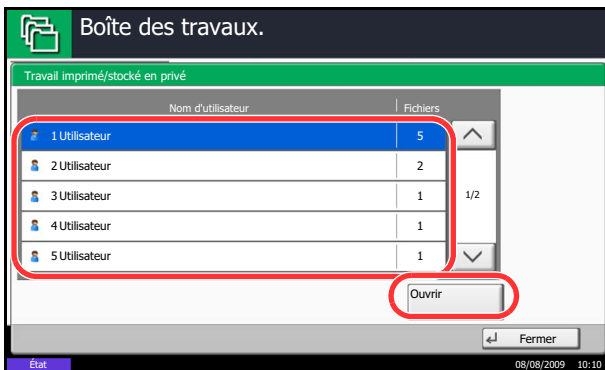 Boîte des travaux.
Travail imprimé/stocké en privé
Nom d'utilisateur Fichiers
1 Utilisateur 5
2 Utilisateur 2
3 Utilisateur 1 1/2
4 Utilisateur 1
5 Utilisateur 1
Ouvrir
Fermer
État 08/08/2009 10:10